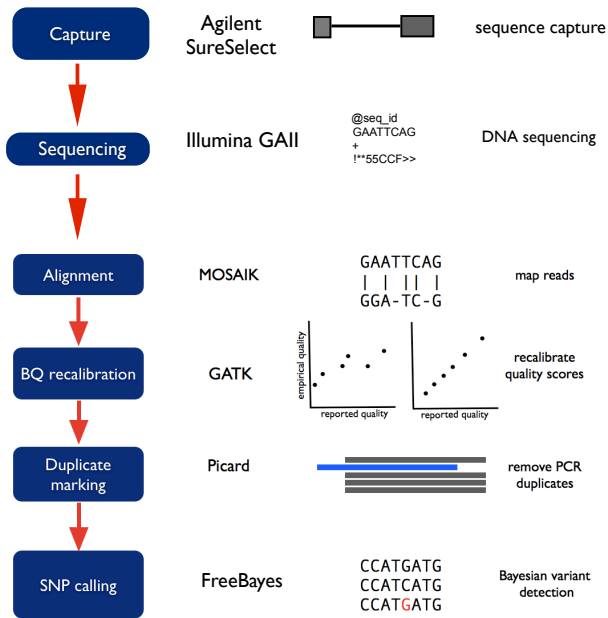 Capture
Agilent
SureSelect
sequence capture
Sequencing
Illumina GAII
@seq_id
GAATTCAG
+
!**55CCF>>
DNA sequencing
Alignment
MOSAIK
GAATTCAG
| | | || |
GGA-TC-G
map reads
BQ recalibration
GATK
empirical quality
reported quality
reported quality
recalibrate
quality scores
Duplicate
marking
Picard
remove PCR
duplicates
SNP calling
FreeBayes
CCATGATG
CCATCATG
CCATGATG
Bayesian variant
detection